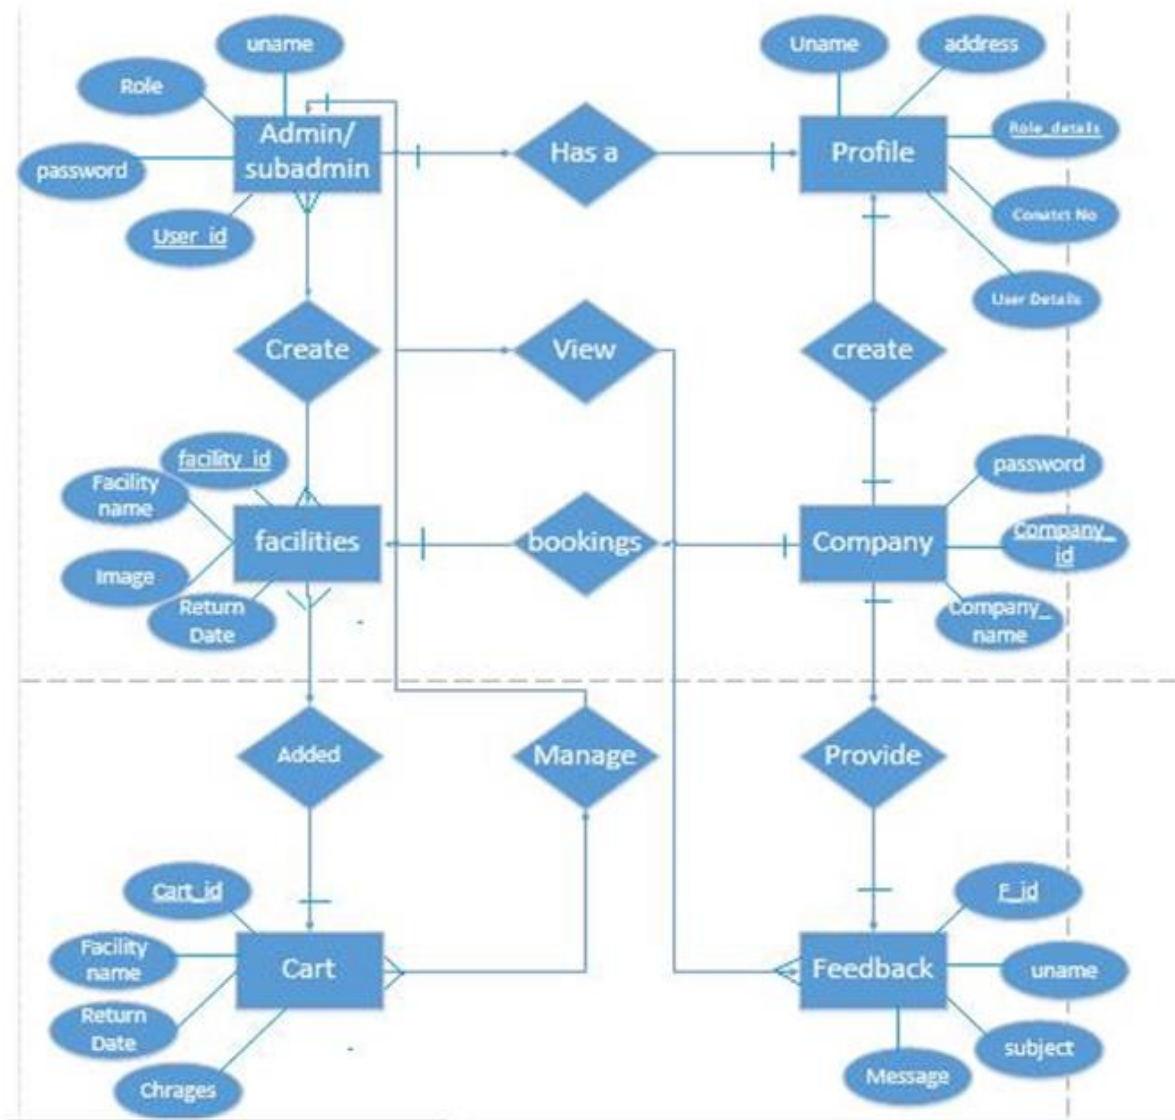 uname
Uname
address
Role
Admin/
subadmin
Has a
Profile
Role_details
password
Conatct No
User_id
User Details
Create
View
create
facility_id
password
Facility
name
facilities
bookings
Company
Company_
id
Image
Return
Date
Company_
name
Added
Manage
Provide
Cart_id
F_id
Facility
name
Cart
Feedback
uname
Return
Date
subject
Chrages
Message